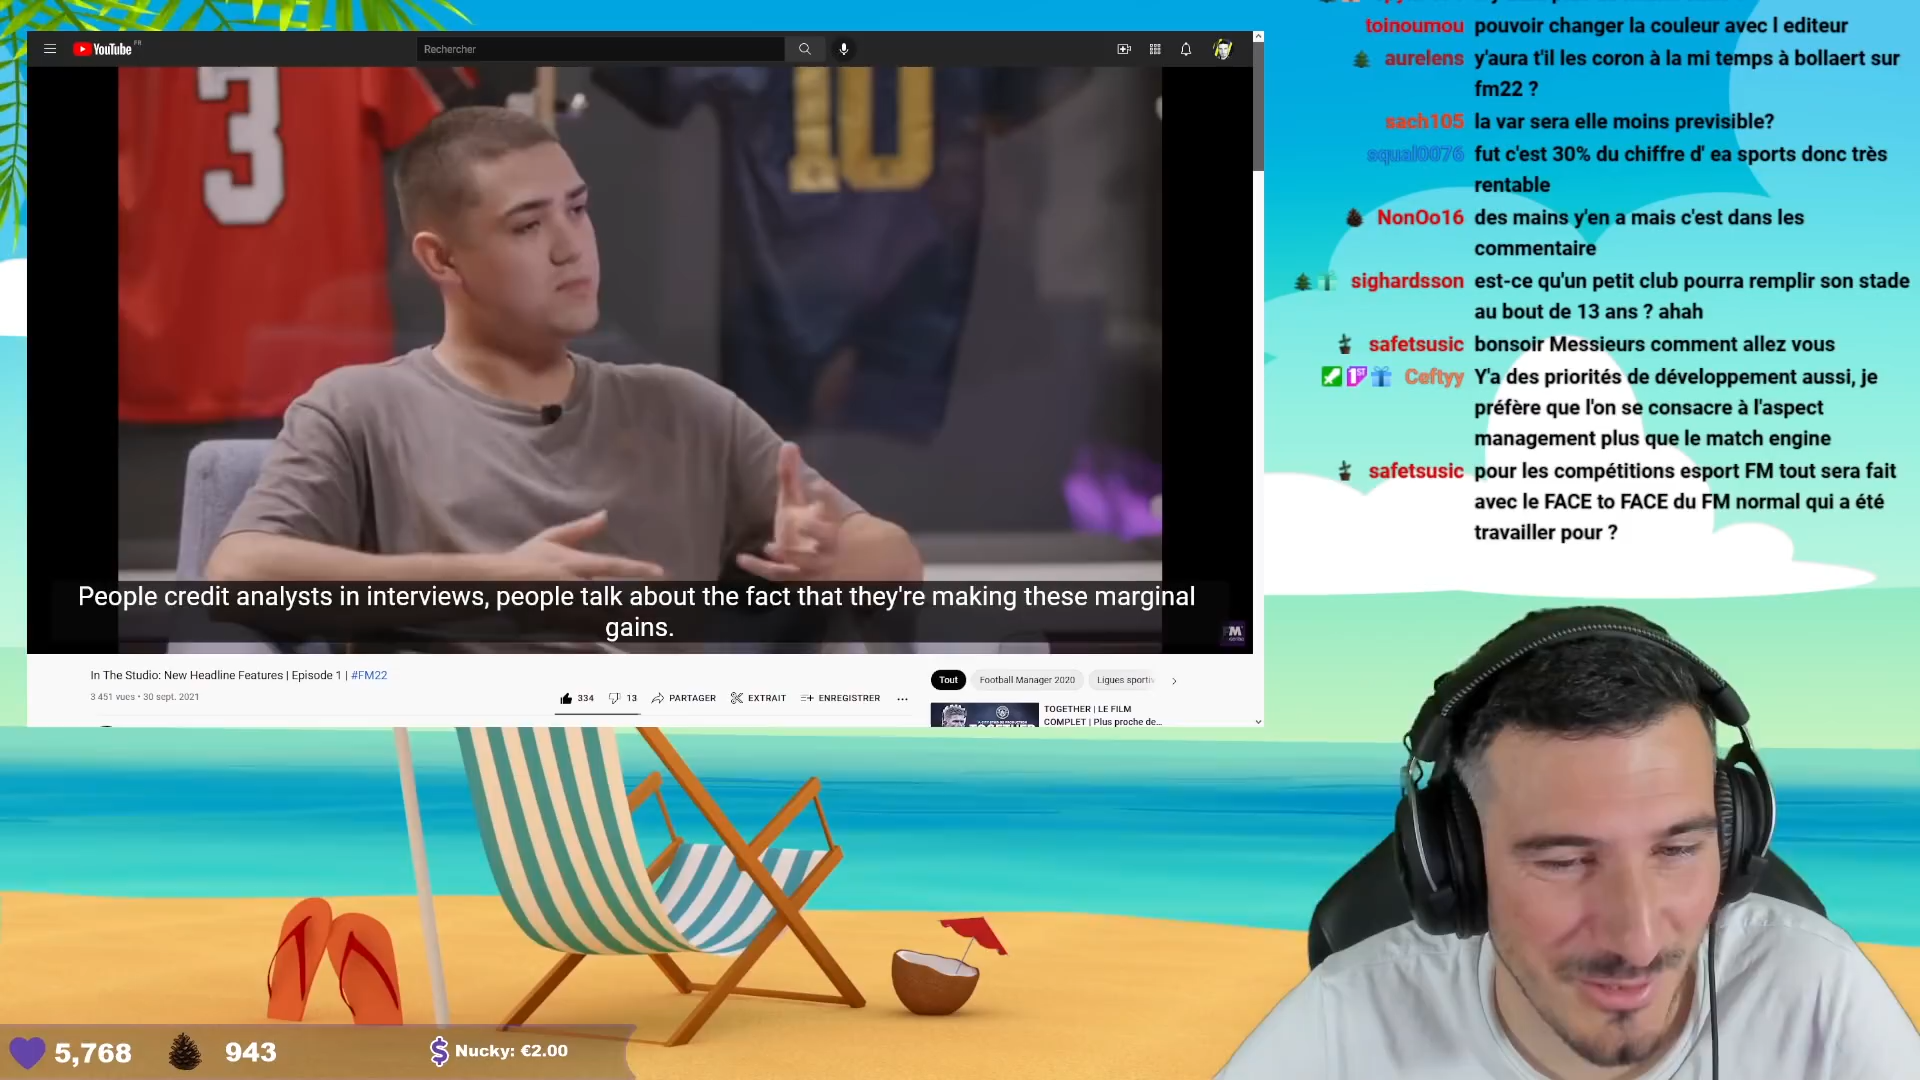 YouTube FR
Rechercher
3
10
People credit analysts in interviews, people talk about the fact that they're making these marginal
gains.
FM
In The Studio: New Headline Features | Episode 1 | #FM22
3 451 vues • 30 sept. 2021
334
13
PARTAGER
EXTRAIT
ENREGISTRER
Tout
Football Manager 2020
Ligues sportiv
TOGETHER | LE FILM
COMPLET | Plus proche de...
toinoumou pouvoir changer la couleur avec l editeur
aurelens y'aura t'il les coron à la mi temps à bollaert sur
fm22 ?
sach105 la var sera elle moins previsible?
squal0076 fut c'est 30% du chiffre d' ea sports donc très
rentable
NonOo16 des mains y'en a mais c'est dans les
commentaire
sighardsson est-ce qu'un petit club pourra remplir son stade
au bout de 13 ans ? ahah
safetsusic bonsoir Messieurs comment allez vous
1ST Ceftyy Y'a des priorités de développement aussi, je
préfère que l'on se consacre à l'aspect
management plus que le match engine
safetsusic pour les compétitions esport FM tout sera fait
avec le FACE to FACE du FM normal qui a été
travailler pour ?
5,768
943
$ Nucky: €2.00